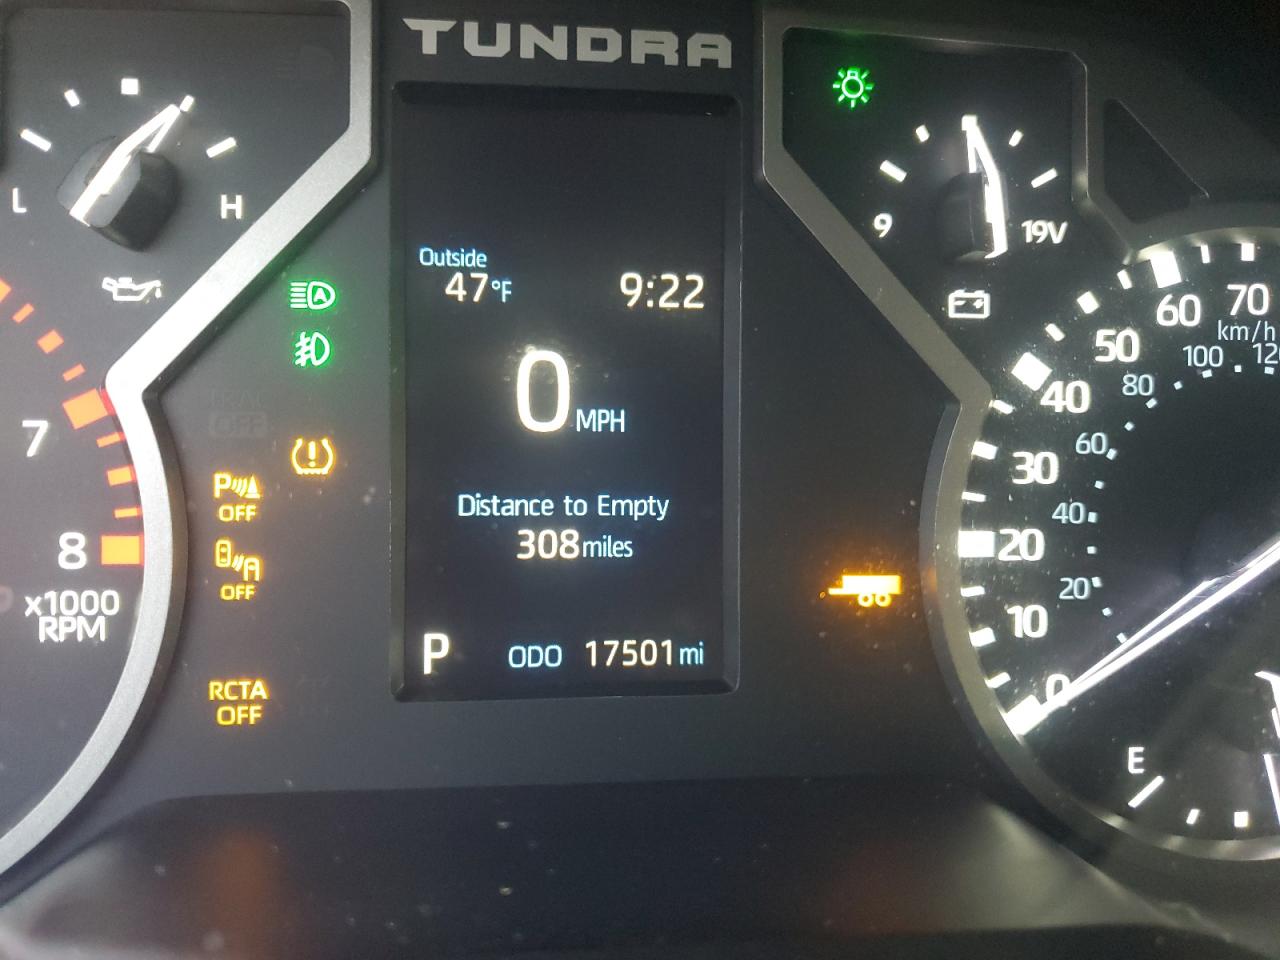 TUNDRA
L
H
9
19V
Outside
47°F
9:22
0 MPH
Distance to Empty
308 miles
P
ODO 17501 mi
7
8
x1000
RPM
P
OFF
OFF
RCTA
OFF
A
70
60
50
40
30
20
10
0
km/h
120
100
80
60
40
20
E